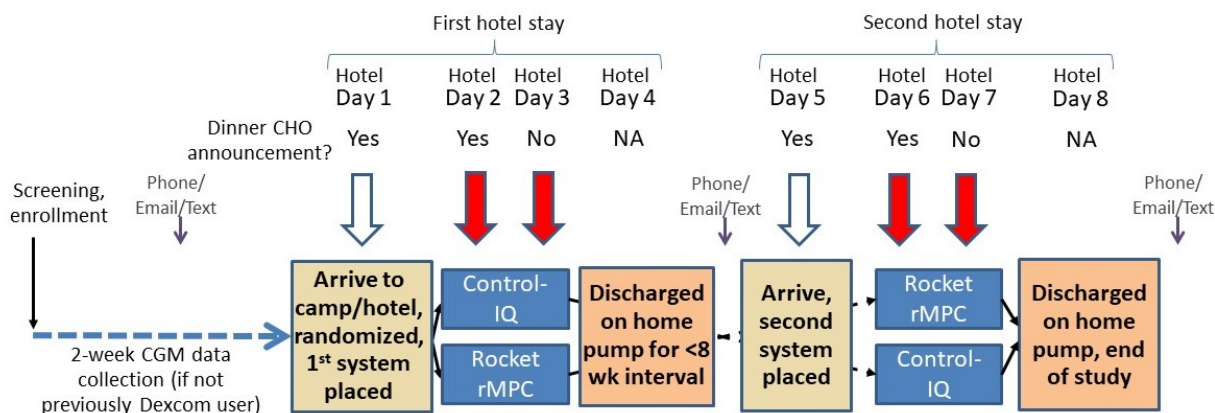 First hotel stay
Second hotel stay
Hotel
Day 1
Hotel
Day 2
Hotel
Day 3
Hotel
Day 4
Hotel
Day 5
Hotel
Day 6
Hotel
Day 7
Hotel
Day 8
Dinner CHO
announcement?
Yes
Yes
No
NA
Yes
Yes
No
NA
Screening,
enrollment
Phone/
Email/Text
Phone/
Email/Text
Phone/
Email/Text
2-week CGM data
collection (if not
previously Dexcom user)
Arrive to
camp/hotel,
randomized,
1st system
placed
Control-
IQ
Rocket
rMPC
Discharged
on home
pump for <8
wk interval
Arrive,
second
system
placed
Rocket
rMPC
Control-
IQ
Discharged
on home
pump, end
of study